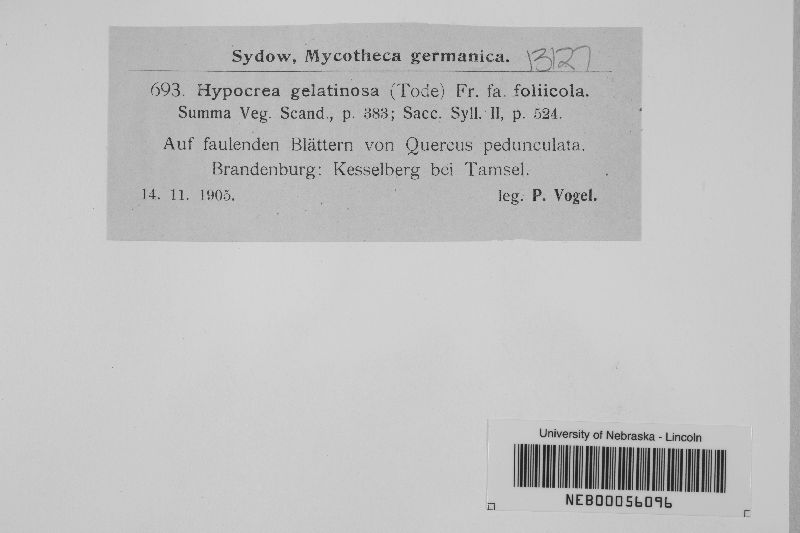 Sydow, Mycotheca germanica. 13127
693. Hypocrea gelatinosa (Tode) Fr. fa. foliicola.
Summa Veg. Scand., p. 383; Sacc. Syll. II, p. 524.
Auf faulenden Blättern von Quercus pedunculata.
Brandenburg: Kesselberg bei Tamsel.
14. 11. 1905. leg. P. Vogel.
University of Nebraska - Lincoln
NEB00056096